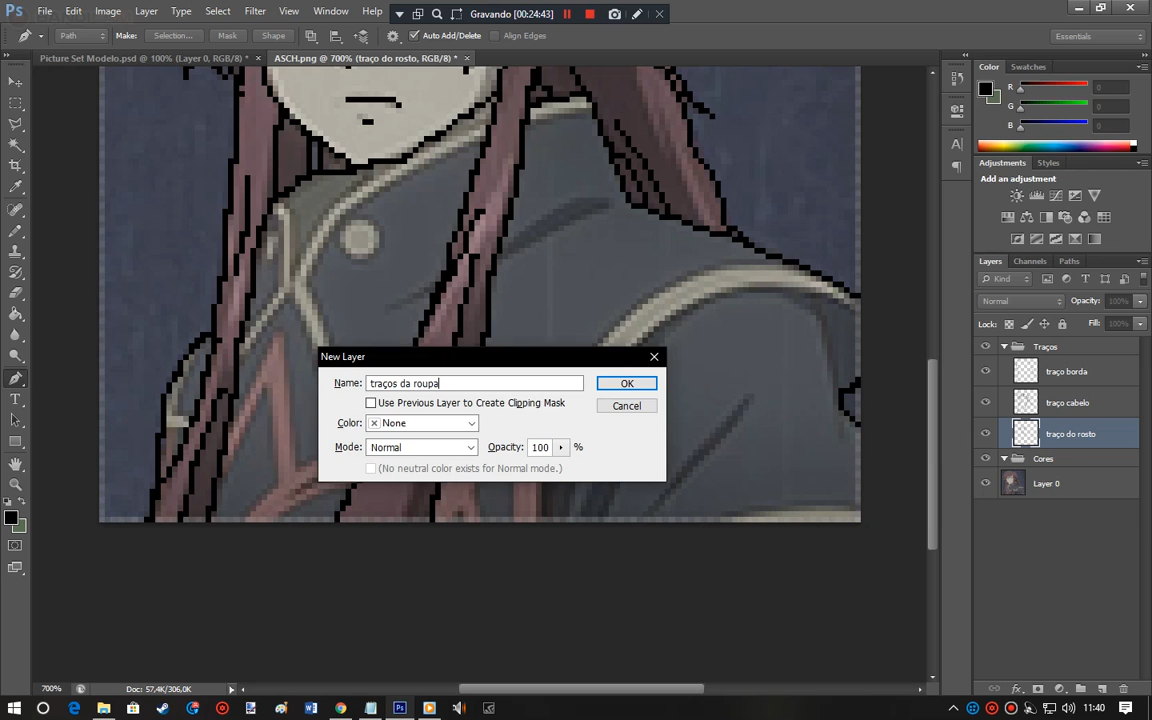 Ps File Edit Image Layer Type Select Filter View Window Help
Gravando 00:24:43
Path Make: Selection... Mask Shape Auto Add/Delete Align Edges Essentials
Picture Set Modelo.psd @ 100% (Layer 0, RGB/8) * × ASCH.png @ 700% (traço do rosto, RGB/8) * ×
Color Swatches
R 0
G 0
B 0
Adjustments Styles
Add an adjustment
Layers Channels Paths
Kind
Normal Opacity: 100%
Lock: Fill: 100%
Traços
traço borda
traço cabelo
traço do rosto
Cores
Layer 0
New Layer
Name: traços da roupa OK
Use Previous Layer to Create Clipping Mask Cancel
Color: None
Mode: Normal Opacity: 100 %
(No neutral color exists for Normal mode.)
700% Doc: 57,4K/306,0K
11:40